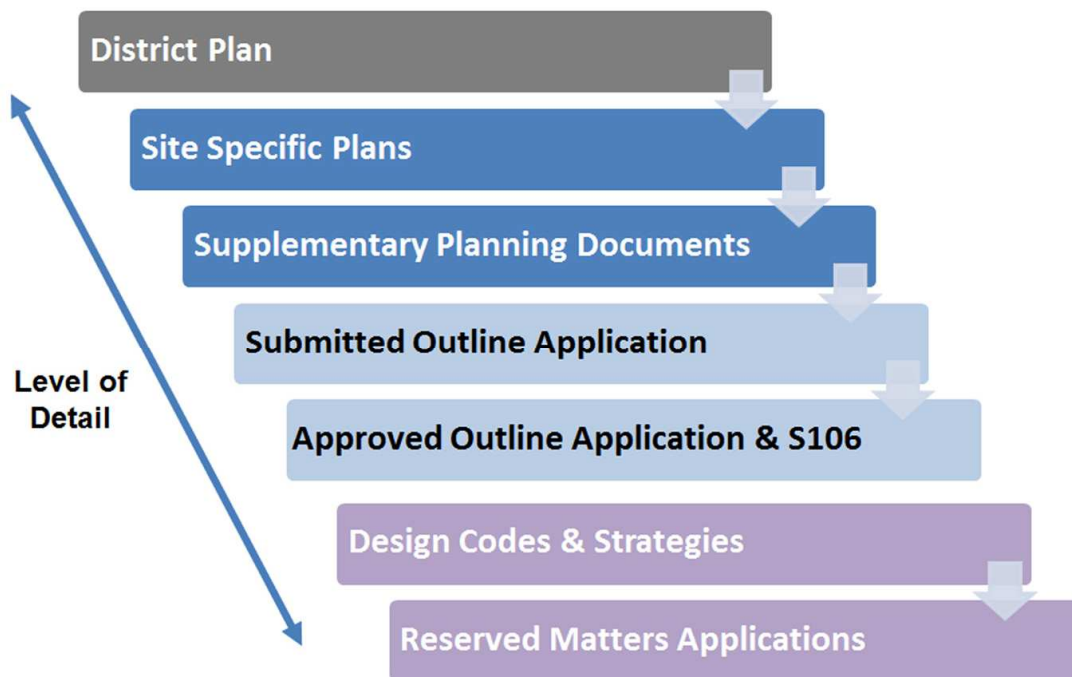 District Plan
Site Specific Plans
Supplementary Planning Documents
Submitted Outline Application
Level of
Detail
Approved Outline Application & S106
Design Codes & Strategies
Reserved Matters Applications